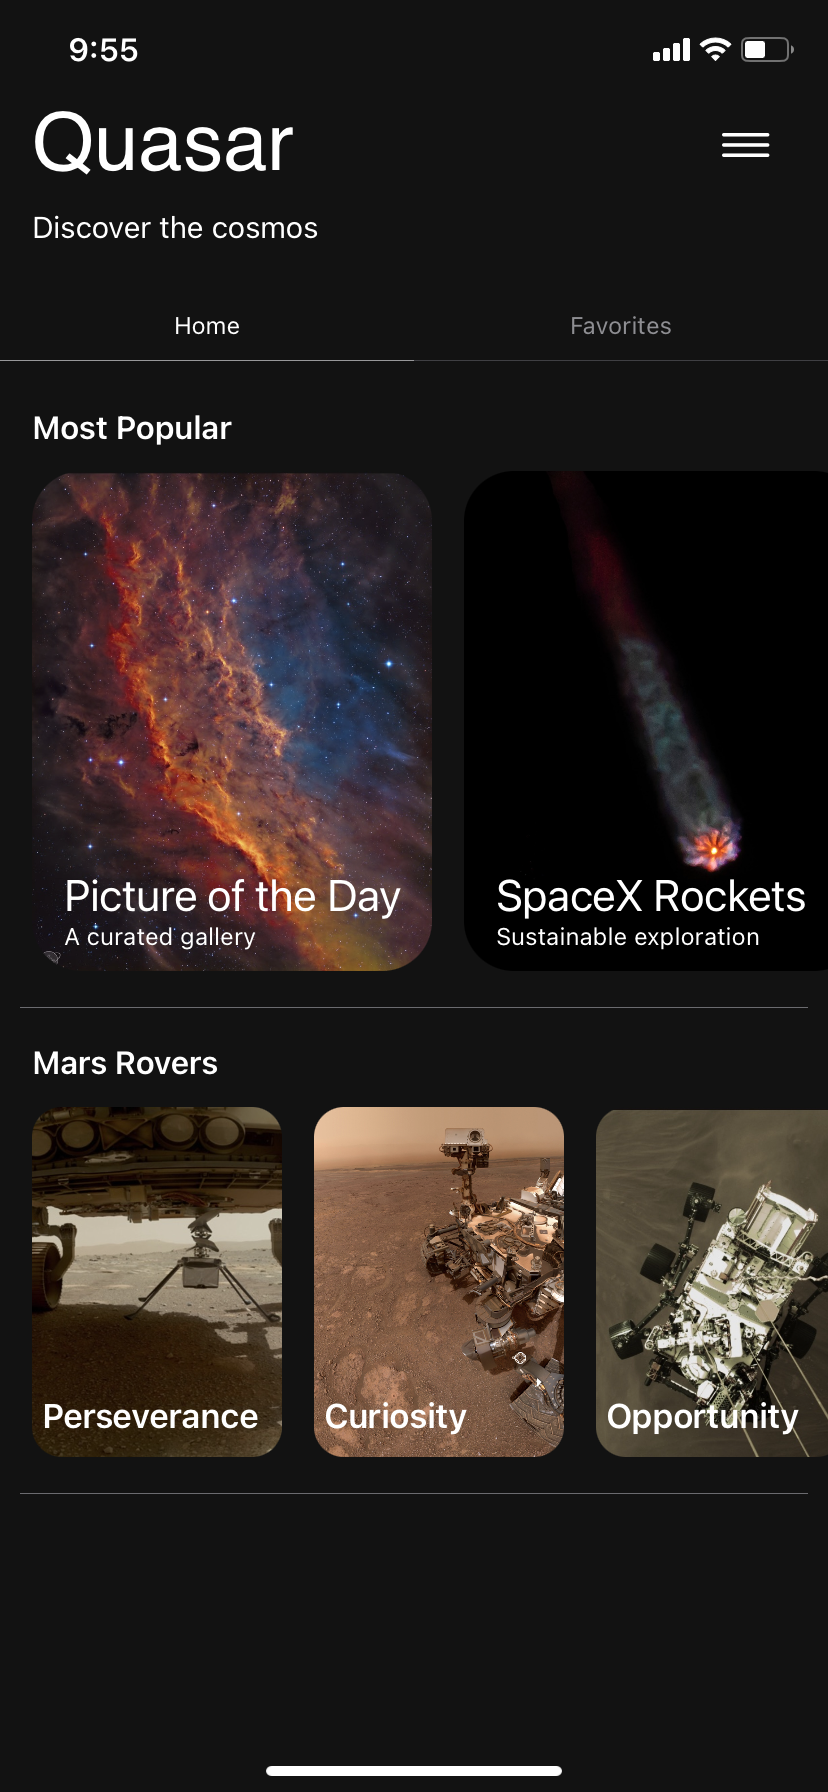 9:55
Quasar
Discover the cosmos
Home
Favorites
Most Popular
Picture of the Day
A curated gallery
SpaceX Rockets
Sustainable exploration
Mars Rovers
Perseverance
Curiosity
Opportunity